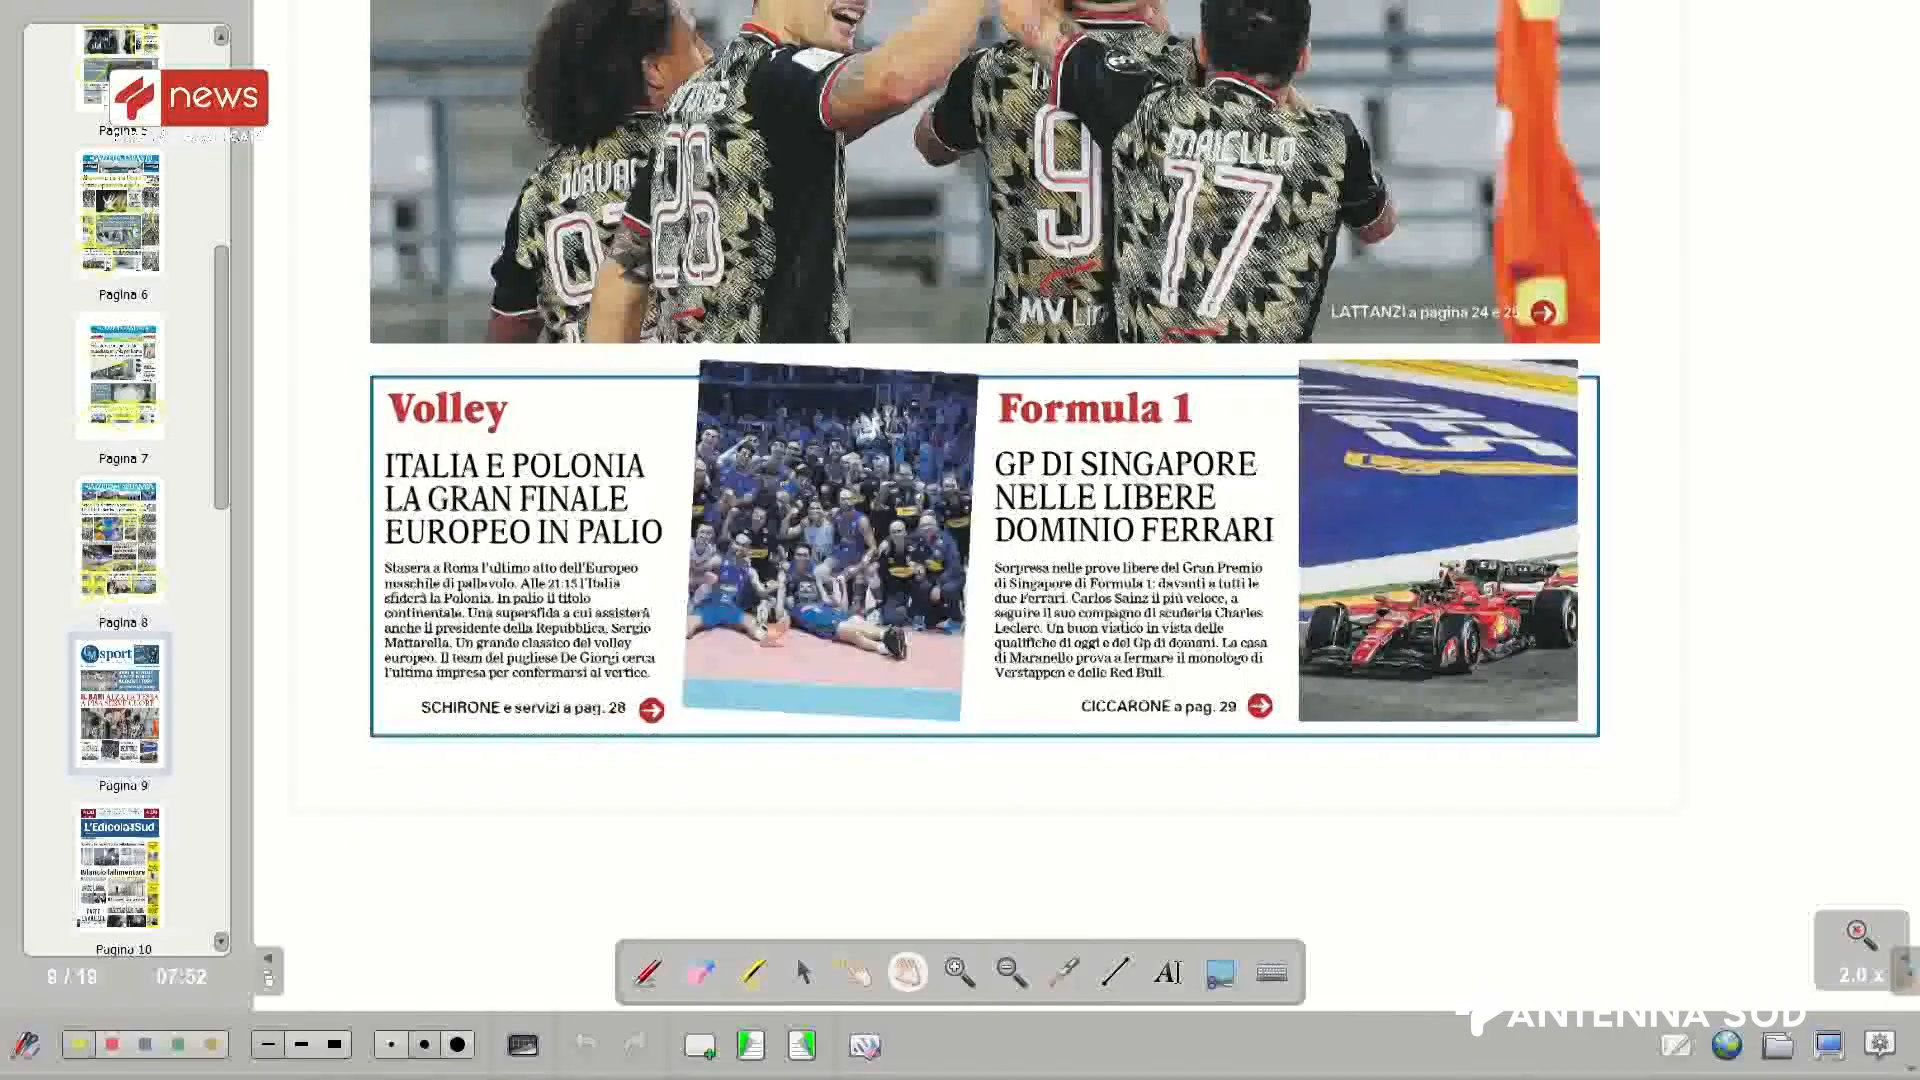 news
Pagina 5
Pagina 6
Pagina 7
Pagina 8
sport
Pagina 9
L'Edicola del Sud
Bilancio fallimentare
Pagina 10
9 / 19
07:52
26
9
MAIELLO
17
MV Lin
LATTANZI a pagina 24 e 25
Volley
ITALIA E POLONIA
LA GRAN FINALE
EUROPEO IN PALIO
Stasera a Roma l'ultimo atto dell'Europeo
maschile di pallavolo. Alle 21:15 l'Italia
sfiderà la Polonia. In palio il titolo
continentale. Una supersfida a cui assisterà
anche il presidente della Repubblica, Sergio
Mattarella. Un grande classico del volley
europeo. Il team del pugliese De Giorgi cerca
l'ultima impresa per confermarsi al vertice.
SCHIRONE e servizi a pag. 28
Formula 1
GP DI SINGAPORE
NELLE LIBERE
DOMINIO FERRARI
Sorpresa nelle prove libere del Gran Premio
di Singapore di Formula 1: davanti a tutti le
due Ferrari. Carlos Sainz il più veloce, a
seguire il suo compagno di scuderia Charles
Leclerc. Un buon viatico in vista delle
qualifiche di oggi e del Gp di domani. La casa
di Maranello prova a fermare il monologo di
Verstappen e delle Red Bull.
CICCARONE a pag. 29
2.0 x
ANTENNA SUD